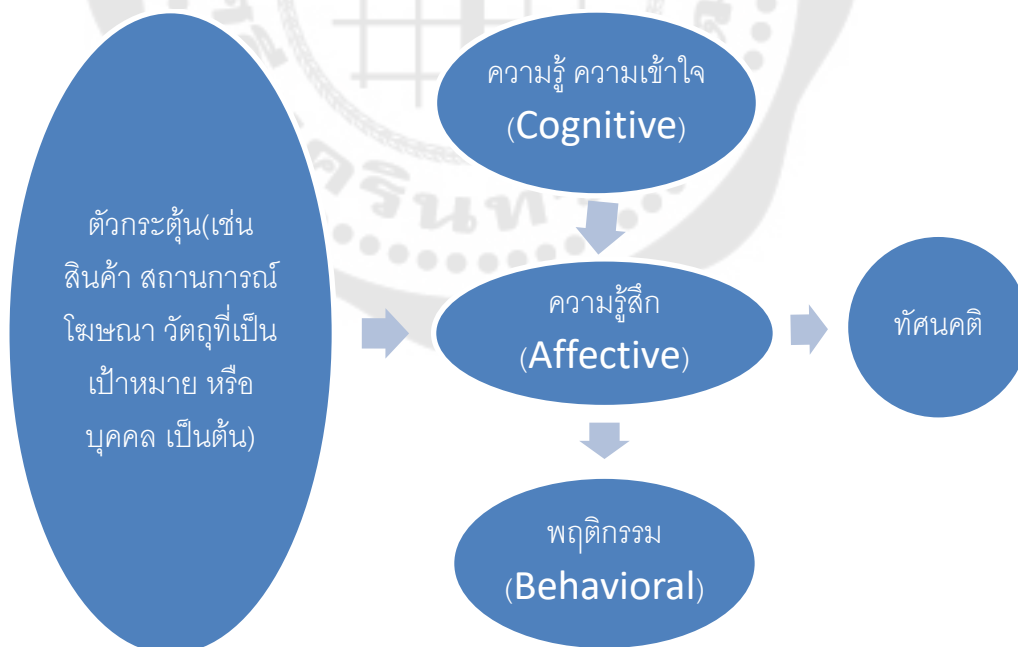 ตัวกระตุ้น(เช่น
สินค้า สถานการณ์
โฆษณา วัตถุที่เป็น
เป้าหมาย หรือ
บุคคล เป็นต้น)
ความรู้ ความเข้าใจ
(Cognitive)
ความรู้สึก
(Affective)
พฤติกรรม
(Behavioral)
ทัศนคติ